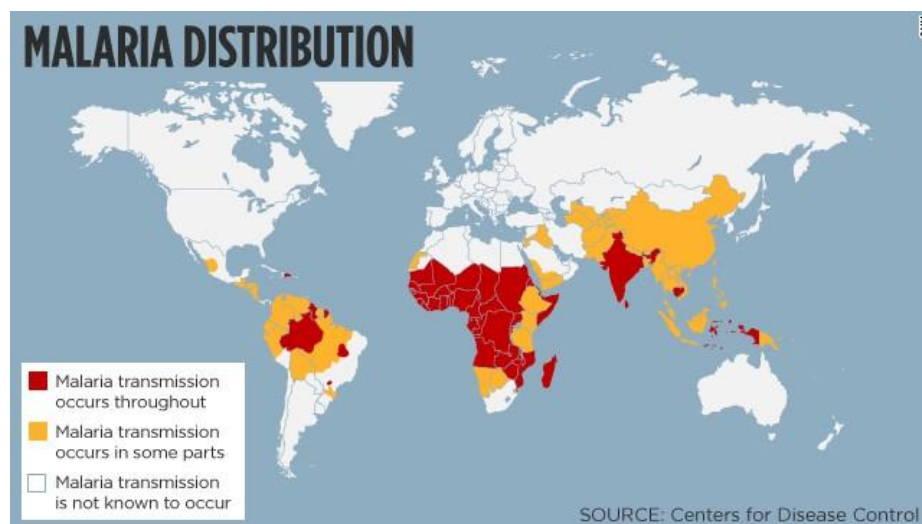 MALARIA DISTRIBUTION
Malaria transmission
occurs throughout
Malaria transmission
occurs in some parts
Malaria transmission
is not known to occur
SOURCE: Centers for Disease Control